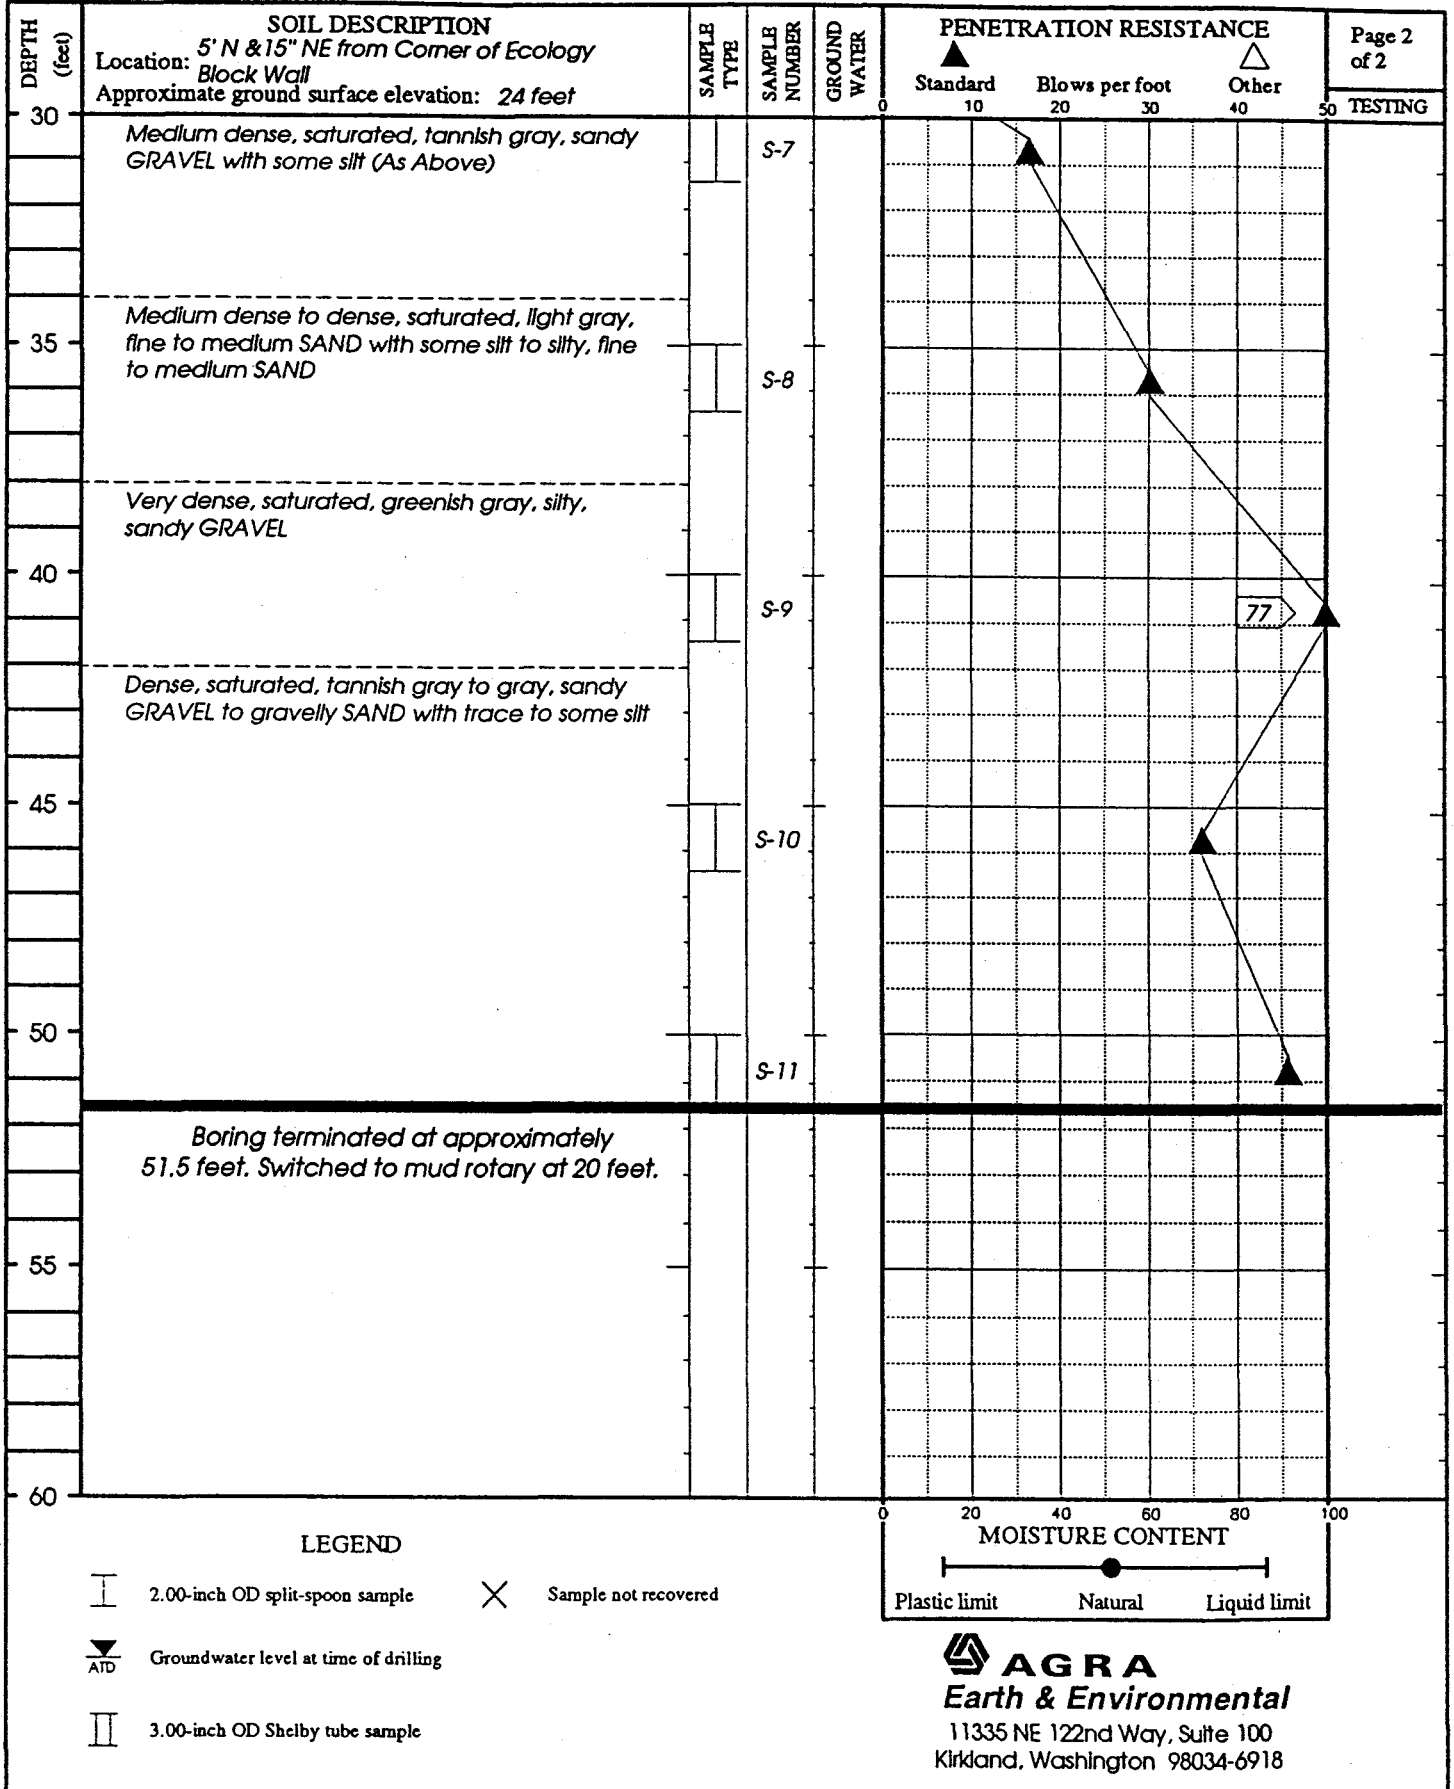 DEPTH
(feet)
SOIL DESCRIPTION
Location: 5' N & 15" NE from Corner of Ecology
Block Wall
Approximate ground surface elevation: 24 feet
SAMPLE
TYPE
SAMPLE
NUMBER
GROUND
WATER
PENETRATION RESISTANCE
Standard Blows per foot Other
0 10 20 30 40 50
Page 2
of 2
TESTING
30
Medium dense, saturated, tannish gray, sandy
GRAVEL with some silt (As Above)
S-7
Medium dense to dense, saturated, light gray,
fine to medium SAND with some silt to silty, fine
to medium SAND
35
S-8
Very dense, saturated, greenish gray, silty,
sandy GRAVEL
40
S-9
77
Dense, saturated, tannish gray to gray, sandy
GRAVEL to gravelly SAND with trace to some silt
45
S-10
50
S-11
Boring terminated at approximately
51.5 feet. Switched to mud rotary at 20 feet.
55
60
0 20 40 60 80 100
MOISTURE CONTENT
Plastic limit Natural Liquid limit
LEGEND
2.00-inch OD split-spoon sample
Sample not recovered
ATD
Groundwater level at time of drilling
3.00-inch OD Shelby tube sample
AGRA
Earth & Environmental
11335 NE 122nd Way, Suite 100
Kirkland, Washington 98034-6918